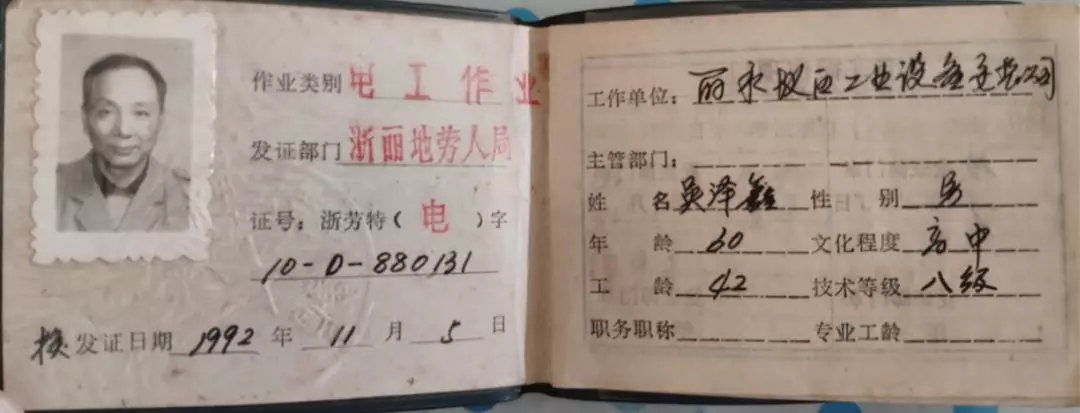 作业类别 电工作业
发证部门 浙丽地劳人局
证号：浙劳特（电）字
10-D-880131
换发证日期 1992 年 11 月 5 日
工作单位：丽水地区工业设备安装公司
主管部门：
姓 名 吴泽鑫 性 别 男
年 龄 60 文化程度 高中
工 龄 42 技术等级 八级
职务职称 专业工龄